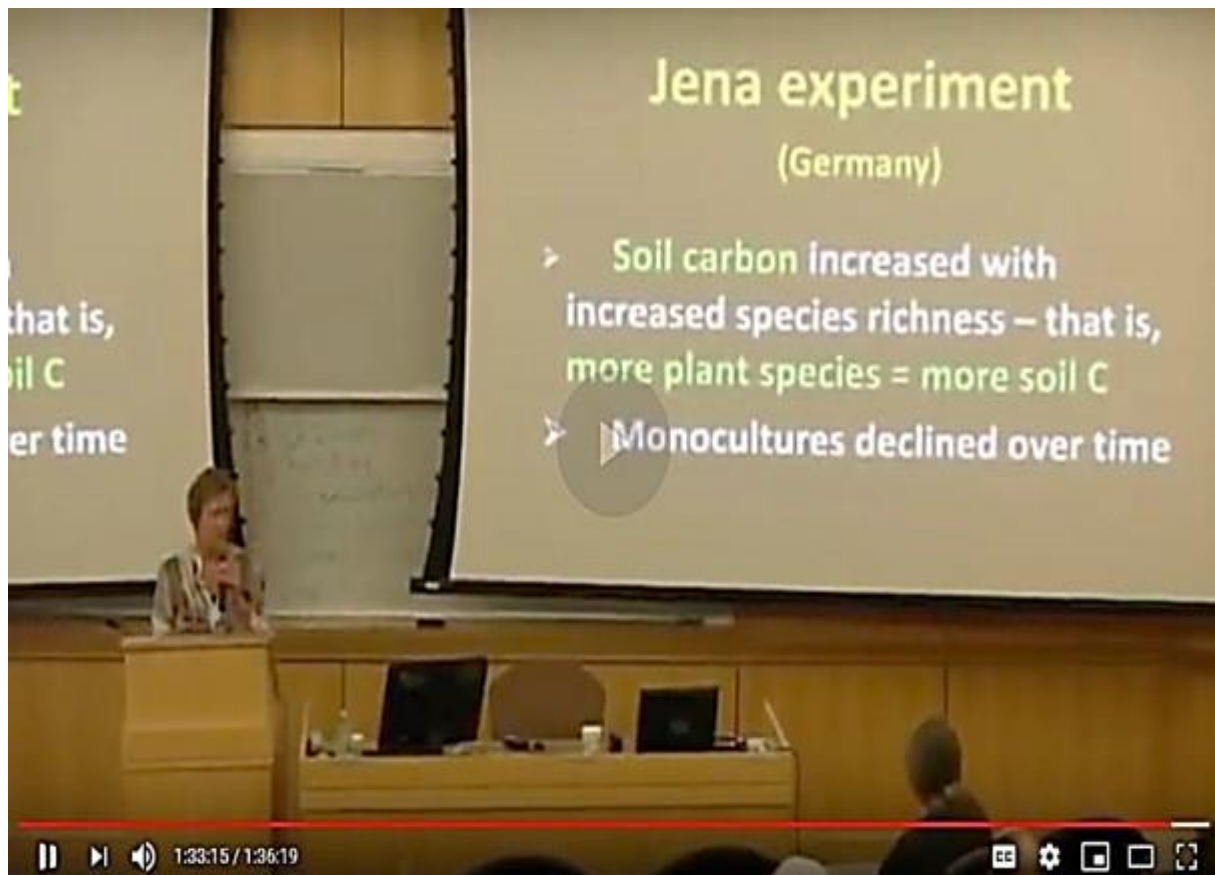 t
that is,
oil C
er time
Jena experiment
(Germany)
➢ Soil carbon increased with
increased species richness – that is,
more plant species = more soil C
➢ Monocultures declined over time
1:33:15 / 1:36:19
CC